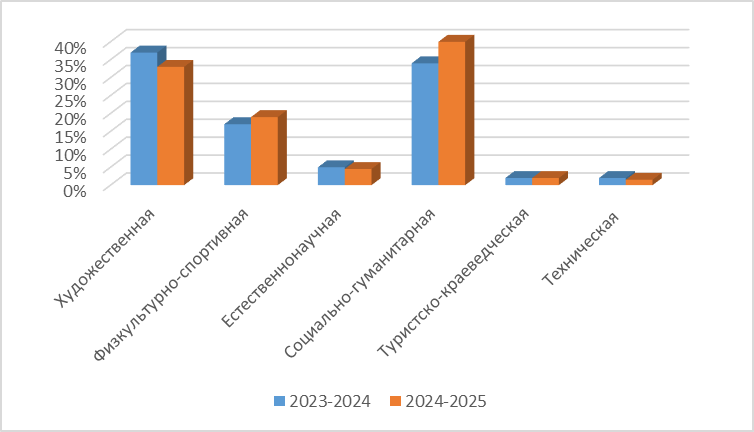 40%
35%
30%
25%
20%
15%
10%
5%
0%
Художественная
Физкультурно-спортивная
Естественнонаучная
Социально-гуманитарная
Туристско-краеведческая
Техническая
2023-2024
2024-2025